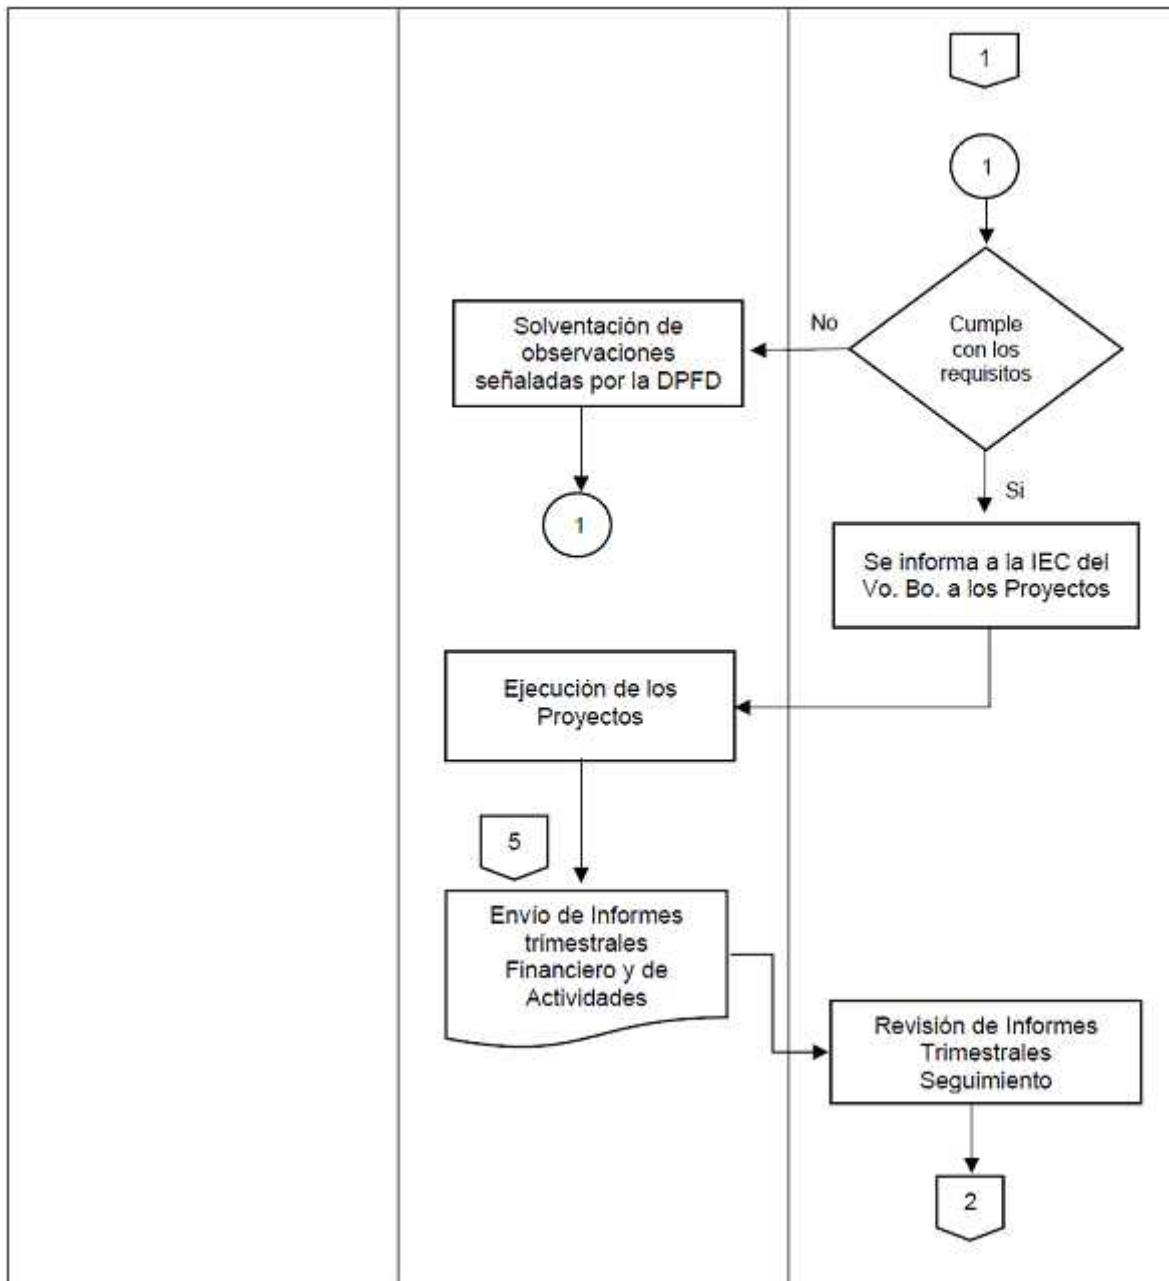 1
1
Cumple
con los
requisitos
No
Solventación de
observaciones
señaladas por la DPFD
1
Si
Se informa a la IEC del
Vo. Bo. a los Proyectos
Ejecución de los
Proyectos
5
Envío de Informes
trimestrales
Financiero y de
Actividades
Revisión de Informes
Trimestrales
Seguimiento
2